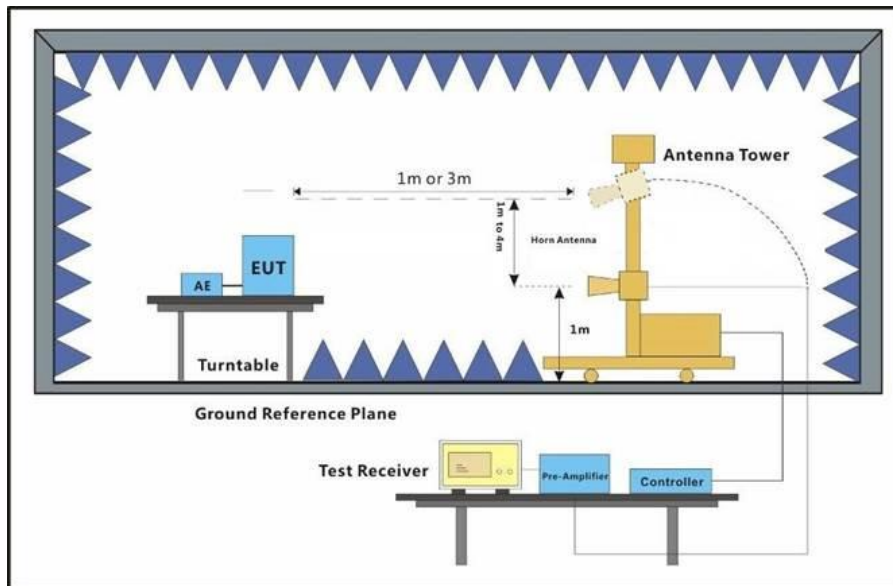 Antenna Tower
1m or 3m
1m to 4m
Horn Antenna
EUT
AE
1m
Turntable
Ground Reference Plane
Test Receiver
Pre-Amplifier
Controller